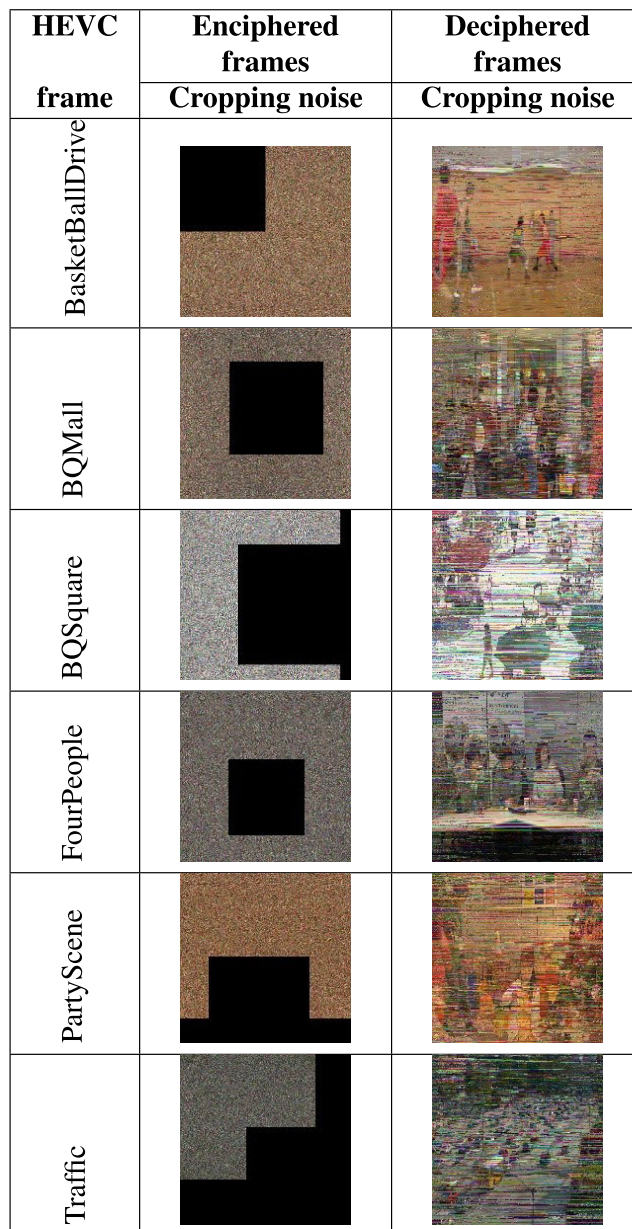 HEVC
frame
Enciphered
frames
Deciphered
frames
Cropping noise
Cropping noise
BasketBallDrive
BQMall
BQSquare
FourPeople
PartyScene
Traffic